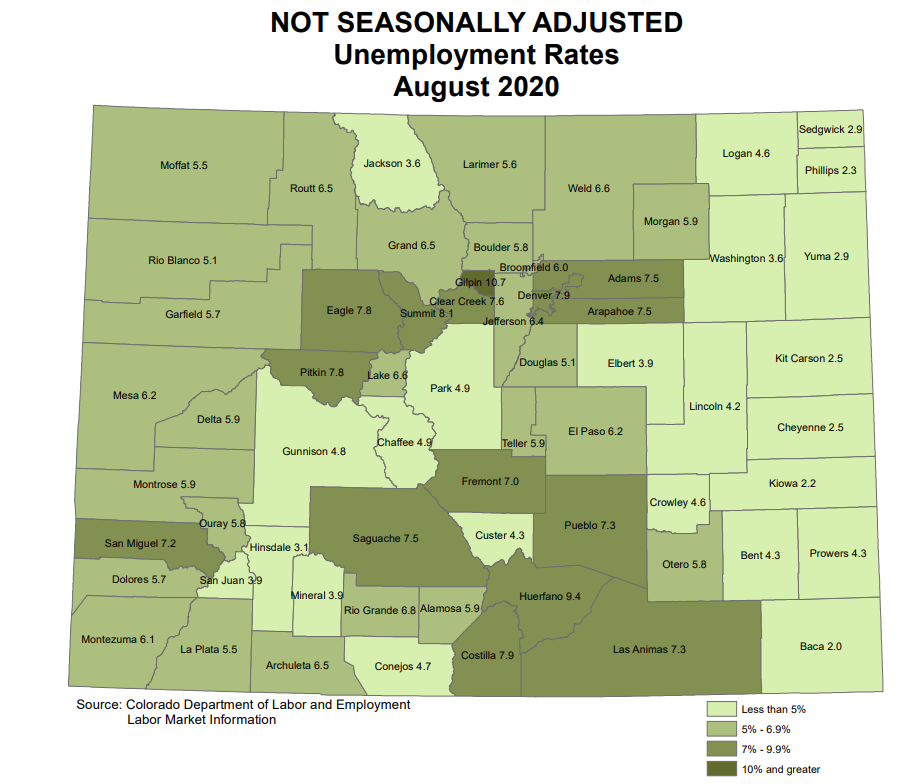 NOT SEASONALLY ADJUSTED
Unemployment Rates
August 2020
Sedgwick 2.9
Logan 4.6
Jackson 3.6
Larimer 5.6
Moffat 5.5
Phillips 2.3
Routt 6.5
Weld 6.6
Morgan 5.9
Grand 6.5
Boulder 5.8
Rio Blanco 5.1
Washington 3.6
Yuma 2.9
Broomfield 6.0
Gilpin 10.7
Adams 7.5
Denver 7.9
Clear Creek 7.6
Eagle 7.8
Summit 8.1
Arapahoe 7.5
Garfield 5.7
Jefferson 6.4
Kit Carson 2.5
Douglas 5.1
Elbert 3.9
Pitkin 7.8
Lake 6.6
Park 4.9
Mesa 6.2
Lincoln 4.2
Delta 5.9
Cheyenne 2.5
El Paso 6.2
Chaffee 4.9
Teller 5.9
Gunnison 4.8
Fremont 7.0
Montrose 5.9
Kiowa 2.2
Crowley 4.6
Ouray 5.8
Pueblo 7.3
Custer 4.3
Saguache 7.5
San Miguel 7.2
Hinsdale 3.1
Bent 4.3
Prowers 4.3
Otero 5.8
Dolores 5.7
San Juan 3.9
Mineral 3.9
Huerfano 9.4
Rio Grande 6.8
Alamosa 5.9
Montezuma 6.1
La Plata 5.5
Las Animas 7.3
Baca 2.0
Costilla 7.9
Archuleta 6.5
Conejos 4.7
Source: Colorado Department of Labor and Employment
Labor Market Information
Less than 5%
5% - 6.9%
7% - 9.9%
10% and greater